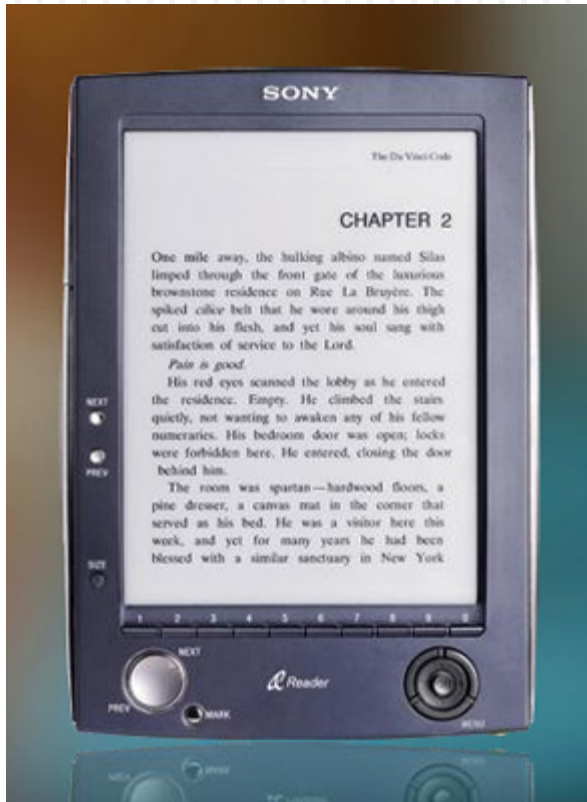 SONY
The Da Vinci Code
CHAPTER 2
One mile away, the hulking albino named Silas
limped through the front gate of the luxurious
brownstone residence on Rue La Bruyère. The
spiked cilice belt that he wore around his thigh
cut into his flesh, and yet his soul sang with
satisfaction of service to the Lord.
Pain is good.
His red eyes scanned the lobby as he entered
the residence. Empty. He climbed the stairs
quietly, not wanting to awaken any of his fellow
numeraries. His bedroom door was open; locks
were forbidden here. He entered, closing the door
behind him.
The room was spartan—hardwood floors, a
pine dresser, a canvas mat in the corner that
served as his bed. He was a visitor here this
week, and yet for many years he had been
blessed with a similar sanctuary in New York
NEXT
PREV
SIZE
1 2 3 4 5 6 7 8 9 0
NEXT
PREV
MARK
Reader
MENU